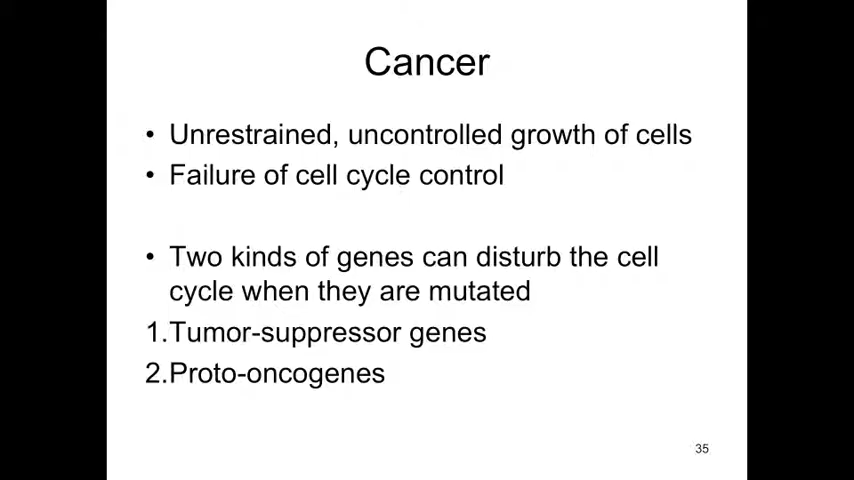 Cancer
• Unrestrained, uncontrolled growth of cells
• Failure of cell cycle control
• Two kinds of genes can disturb the cell
cycle when they are mutated
1.Tumor-suppressor genes
2.Proto-oncogenes
35